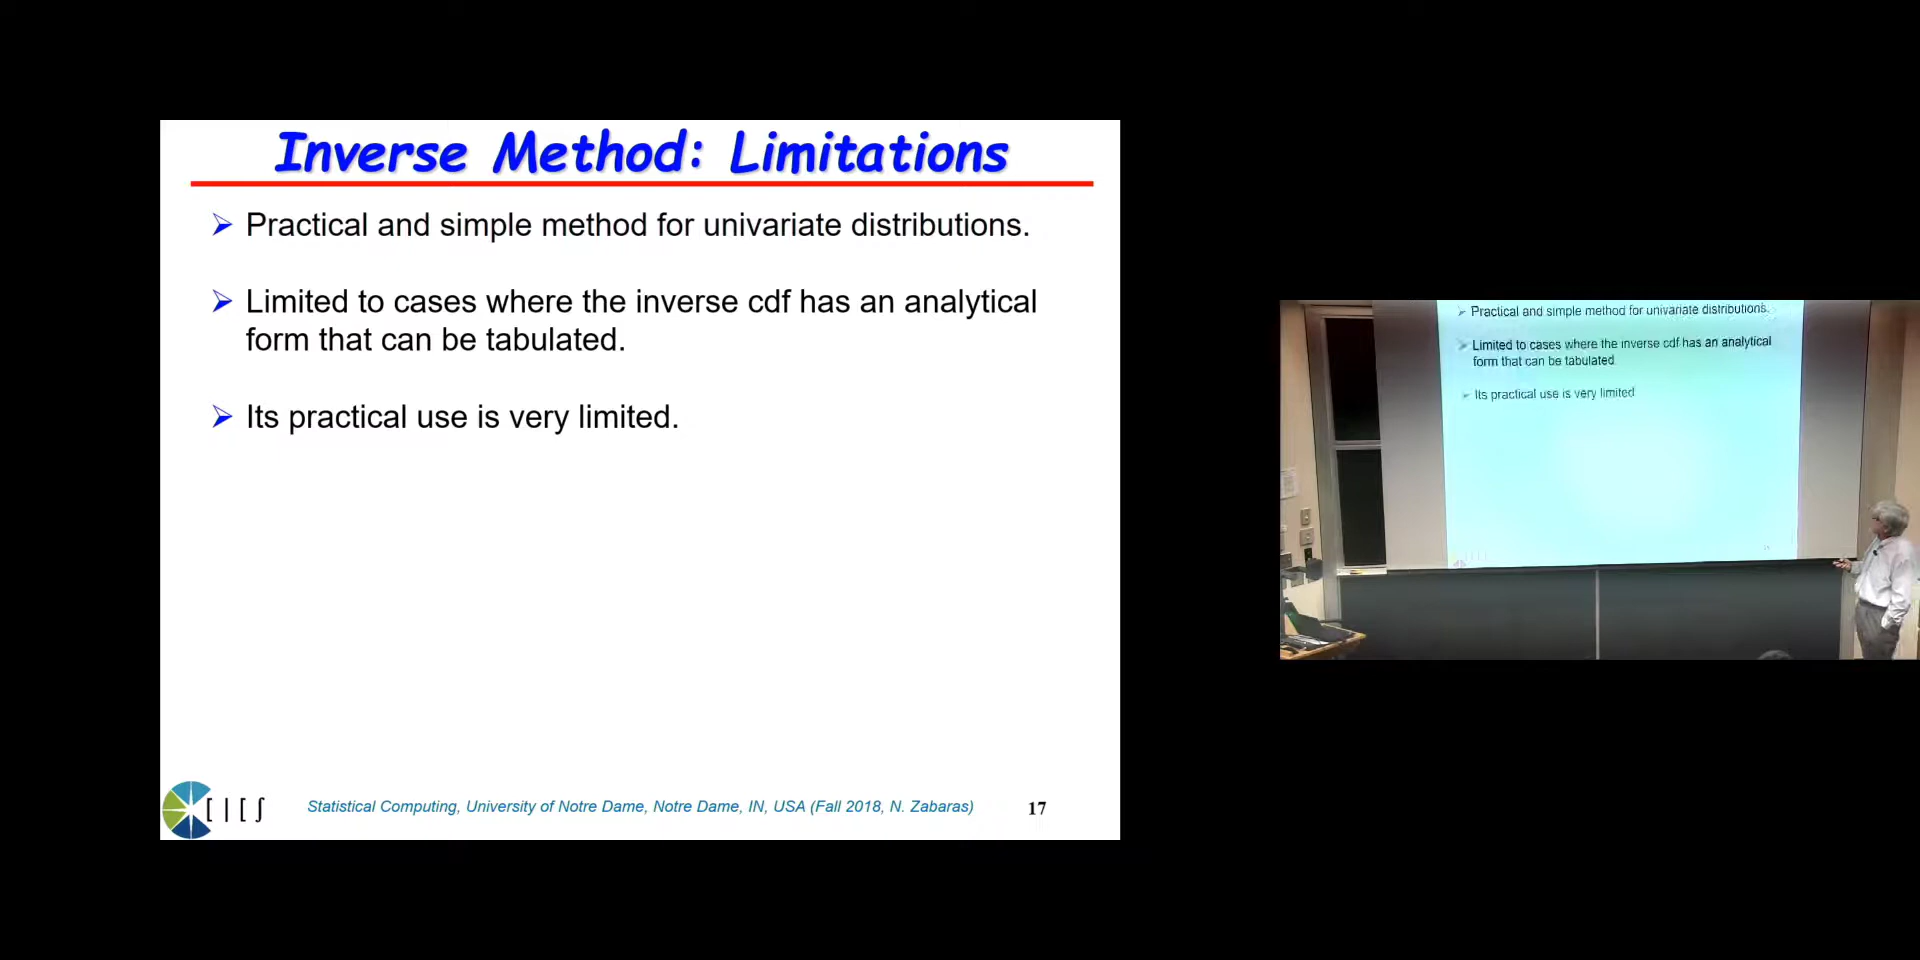 Inverse Method: Limitations
➢ Practical and simple method for univariate distributions.
➢ Limited to cases where the inverse cdf has an analytical
form that can be tabulated.
➢ Its practical use is very limited.
Statistical Computing, University of Notre Dame, Notre Dame, IN, USA (Fall 2018, N. Zabaras)
17
➢ Practical and simple method for univariate distributions.
➢ Limited to cases where the inverse cdf has an analytical
form that can be tabulated.
➢ Its practical use is very limited